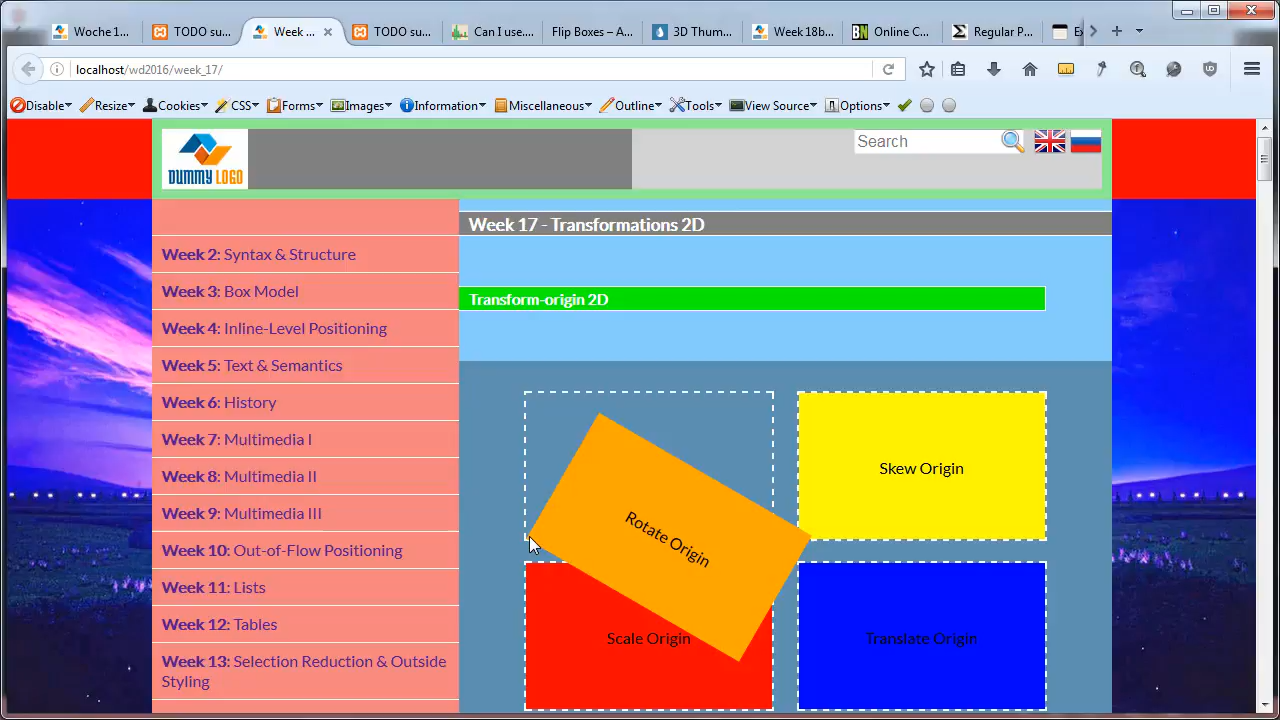 Woche 1...
TODO su...
Week ...
TODO su...
Can I use....
Flip Boxes – A...
3D Thum...
Week 18b...
Online C...
Regular P...
localhost/wd2016/week_17/
Disable
Resize
Cookies
CSS
Forms
Images
Information
Miscellaneous
Outline
Tools
View Source
Options
DUMMY LOGO
Search
Week 17 - Transformations 2D
Week 2: Syntax & Structure
Week 3: Box Model
Week 4: Inline-Level Positioning
Week 5: Text & Semantics
Week 6: History
Week 7: Multimedia I
Week 8: Multimedia II
Week 9: Multimedia III
Week 10: Out-of-Flow Positioning
Week 11: Lists
Week 12: Tables
Week 13: Selection Reduction & Outside
Styling
Transform-origin 2D
Rotate Origin
Skew Origin
Scale Origin
Translate Origin